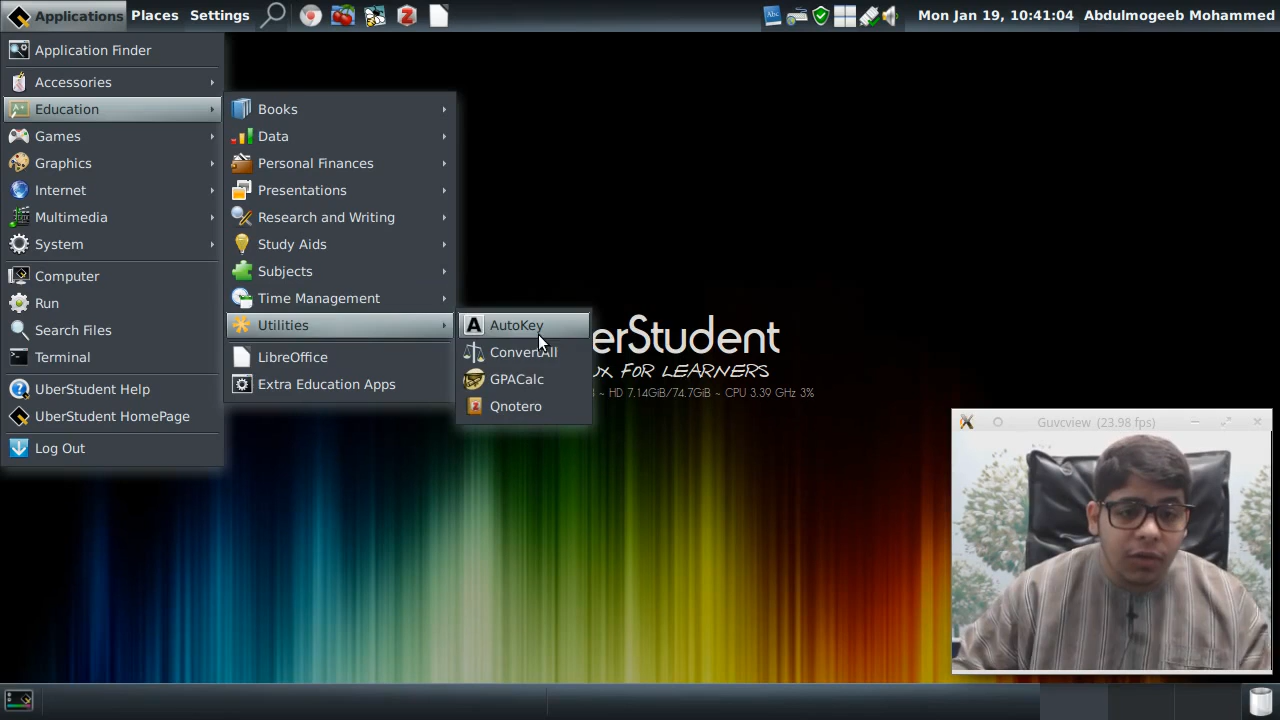 Applications Places Settings Mon Jan 19, 10:41:04 Abdulmogeeb Mohammed
Application Finder
Accessories
Education
Games
Graphics
Internet
Multimedia
System
Computer
Run
Search Files
Terminal
UberStudent Help
UberStudent HomePage
Log Out
Books
Data
Personal Finances
Presentations
Research and Writing
Study Aids
Subjects
Time Management
Utilities
LibreOffice
Extra Education Apps
AutoKey
ConvertAll
GPACalc
Qnotero
erStudent
UX FOR LEARNERS
~ HD 7.14GiB/74.7GiB ~ CPU 3.39 GHz 3%
Guvcview (23.98 fps)